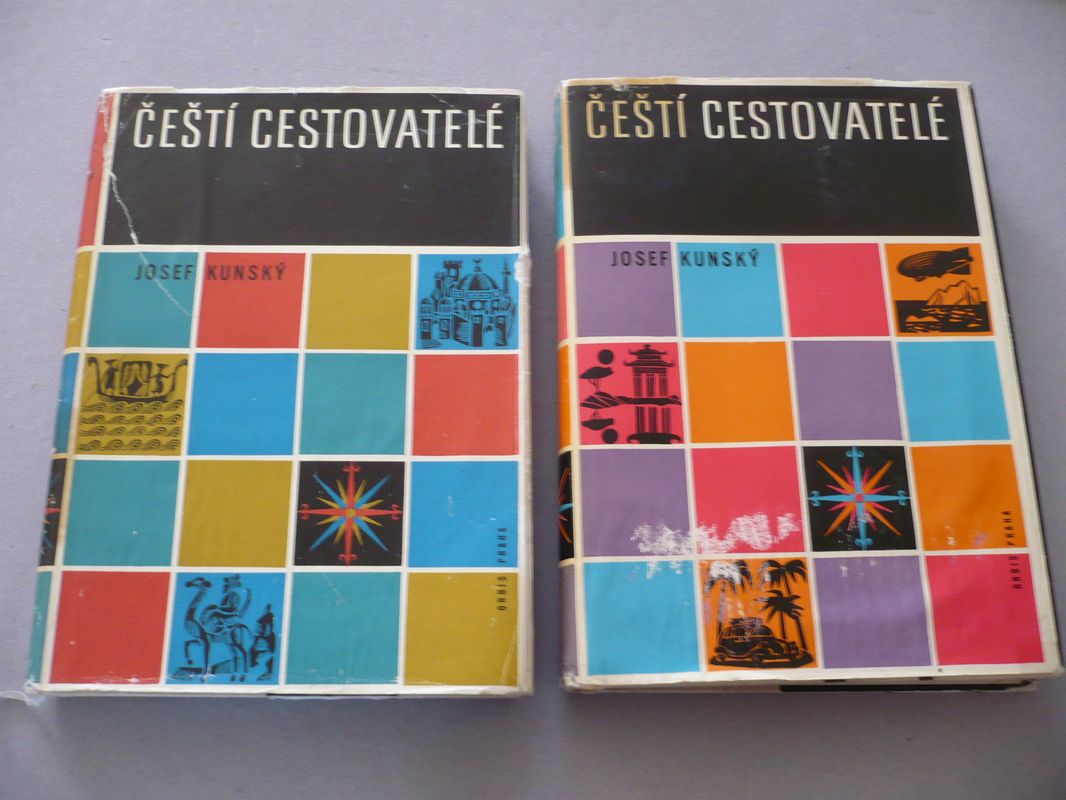 ČEŠTÍ CESTOVATELÉ
JOSEF KUNSKÝ
ORBIS PRAHA
ČEŠTÍ CESTOVATELÉ
JOSEF KUNSKÝ
ORBIS PRAHA